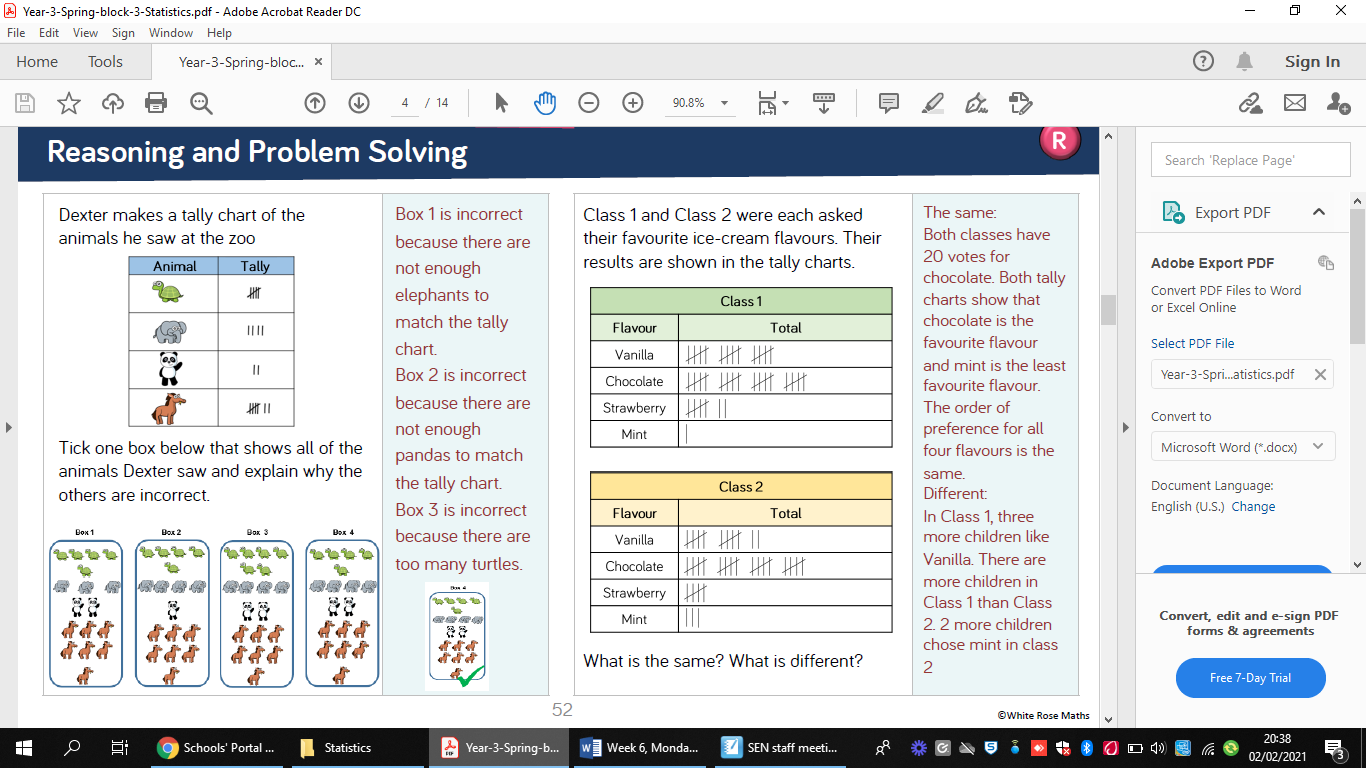 Year-3-Spring-block-3-Statistics.pdf - Adobe Acrobat Reader DC
File Edit View Sign Window Help
Home Tools Year-3-Spring-bloc... × Sign In
4 / 14 90.8%
Reasoning and Problem Solving
R
Dexter makes a tally chart of the
animals he saw at the zoo
Animal Tally
Tick one box below that shows all of the
animals Dexter saw and explain why the
others are incorrect.
Box 1 Box 2 Box 3 Box 4
Box 1 is incorrect
because there are
not enough
elephants to
match the tally
chart.
Box 2 is incorrect
because there are
not enough
pandas to match
the tally chart.
Box 3 is incorrect
because there are
too many turtles.
Box 4
Class 1 and Class 2 were each asked
their favourite ice-cream flavours. Their
results are shown in the tally charts.
Class 1
Flavour Total
Vanilla
Chocolate
Strawberry
Mint
Class 2
Flavour Total
Vanilla
Chocolate
Strawberry
Mint
What is the same? What is different?
The same:
Both classes have
20 votes for
chocolate. Both tally
charts show that
chocolate is the
favourite flavour
and mint is the least
favourite flavour.
The order of
preference for all
four flavours is the
same.
Different:
In Class 1, three
more children like
Vanilla. There are
more children in
Class 1 than Class
2. 2 more children
chose mint in class
2
52
©White Rose Maths
Search 'Replace Page'
Export PDF
Adobe Export PDF
Convert PDF Files to Word
or Excel Online
Select PDF File
Year-3-Spri...atistics.pdf
Convert to
Microsoft Word (*.docx)
Document Language:
English (U.S.) Change
Convert, edit and e-sign PDF
forms & agreements
Free 7-Day Trial
Schools' Portal ... Statistics Year-3-Spring-b... Week 6, Monda... SEN staff meeti... 20:38
02/02/2021
3